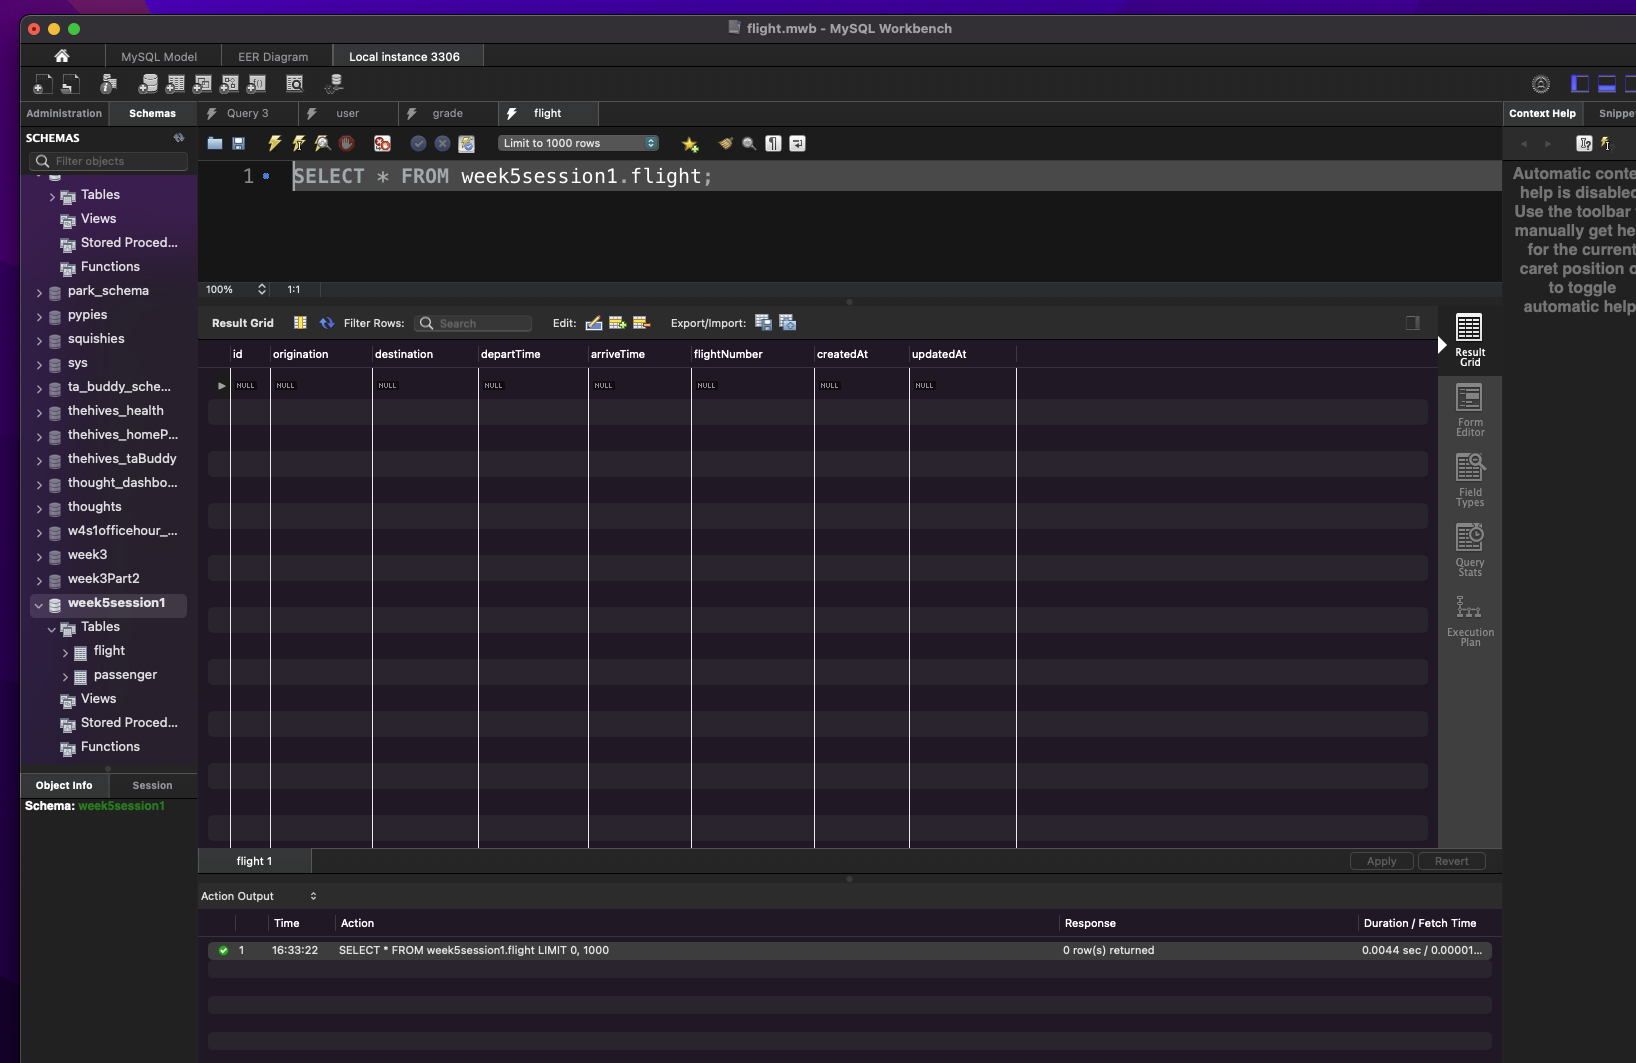 flight.mwb - MySQL Workbench
MySQL Model
EER Diagram
Local instance 3306
Administration
Schemas
Query 3
user
grade
flight
Context Help
SCHEMAS
Filter objects
Limit to 1000 rows
1
SELECT * FROM week5session1.flight;
Tables
Views
Stored Proced...
Functions
park_schema
pypies
squishies
sys
ta_buddy_sche...
thehives_health
thehives_homeP...
thehives_taBuddy
thought_dashbo...
thoughts
w4s1officehour_...
week3
week3Part2
week5session1
Tables
flight
passenger
Views
Stored Proced...
Functions
Object Info
Session
Schema: week5session1
100%
1:1
Result Grid
Filter Rows:
Search
Edit:
Export/Import:
id
origination
destination
departTime
arriveTime
flightNumber
createdAt
updatedAt
NULL
NULL
NULL
NULL
NULL
NULL
NULL
NULL
Result
Grid
Form
Editor
Field
Types
Query
Stats
Execution
Plan
flight 1
Apply
Revert
Action Output
Time
Action
Response
Duration / Fetch Time
1
16:33:22
SELECT * FROM week5session1.flight LIMIT 0, 1000
0 row(s) returned
0.0044 sec / 0.00001...
Automatic
help is disabled
Use the toolbar
manually get
for the current
caret position
to toggle
automatic help